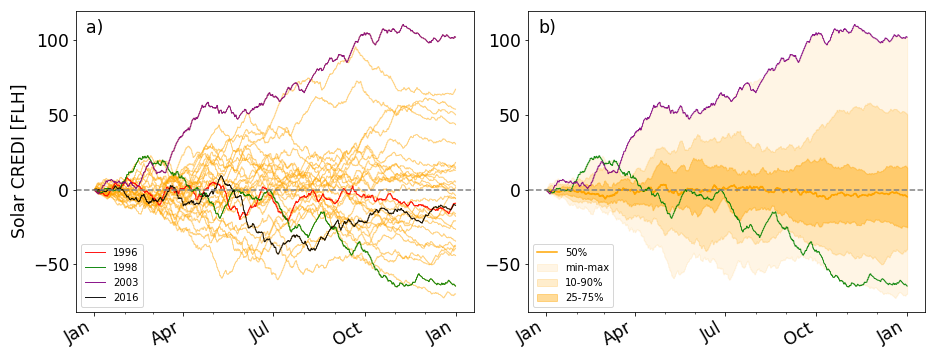 a)
Solar CREDI [FLH]
100
50
0
−50
1996
1998
2003
2016
Jan
Apr
Jul
Oct
Jan
b)
100
50
0
−50
50%
min-max
10-90%
25-75%
Jan
Apr
Jul
Oct
Jan